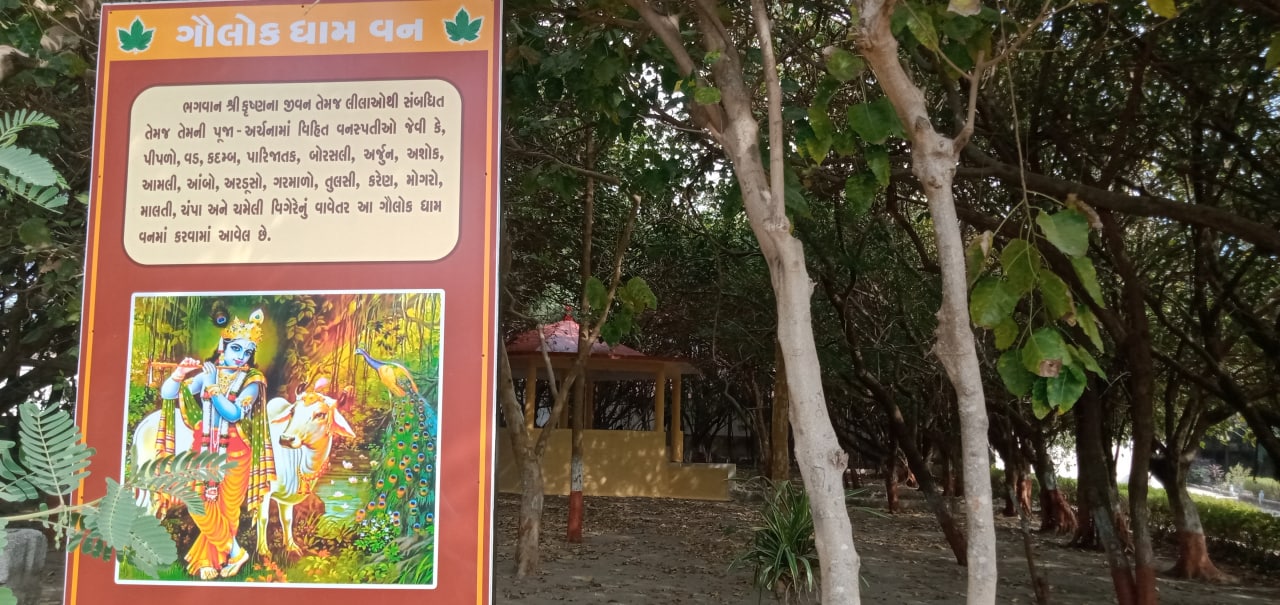 ગૌલોક ધામ વન
ભગવાન શ્રી કૃષ્ણના જીવન તેમજ લીલાઓથી સંબધિત
તેમજ તેમની પૂજા - અર્ચનામાં વિહિત વનસ્પતીઓ જેવી કે,
પીપળો, વડ, કદમ્બ, પારિજાતક, બોરસલી, અર્જુન, અશોક,
આમલી, આંબો, અરડૂસો, ગરમાળો, તુલસી, કરેણ, મોગરો,
માલતી, ચંપા અને ચમેલી વિગેરેનું વાવેતર આ ગૌલોક ધામ
વનમાં કરવામાં આવેલ છે.